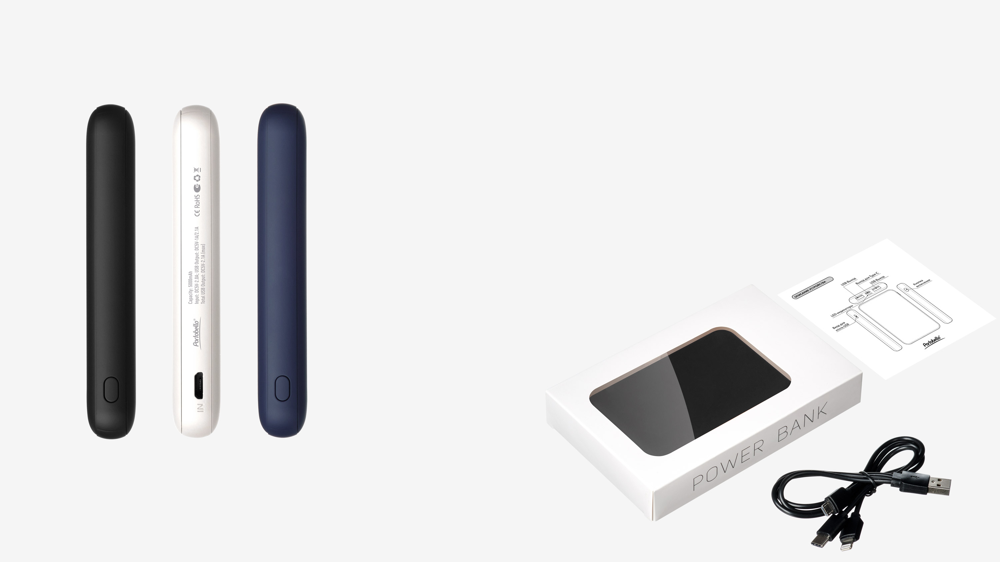 Capacity: 5000mAh
Input: DC5V-2.0A; USB Output: DC5V-1A/2.1A
Total USB Output: DC5V-2.1A (max)
CE RoHS
Portobello®
IN
ОПИСАНИЕ УСТРОЙСТВА
USB-Выход
Выход для Type-C
USB-Выход
Кнопка
включения
LED-индикаторы
Вход для
micro-USB
Portobello®
POWER BANK